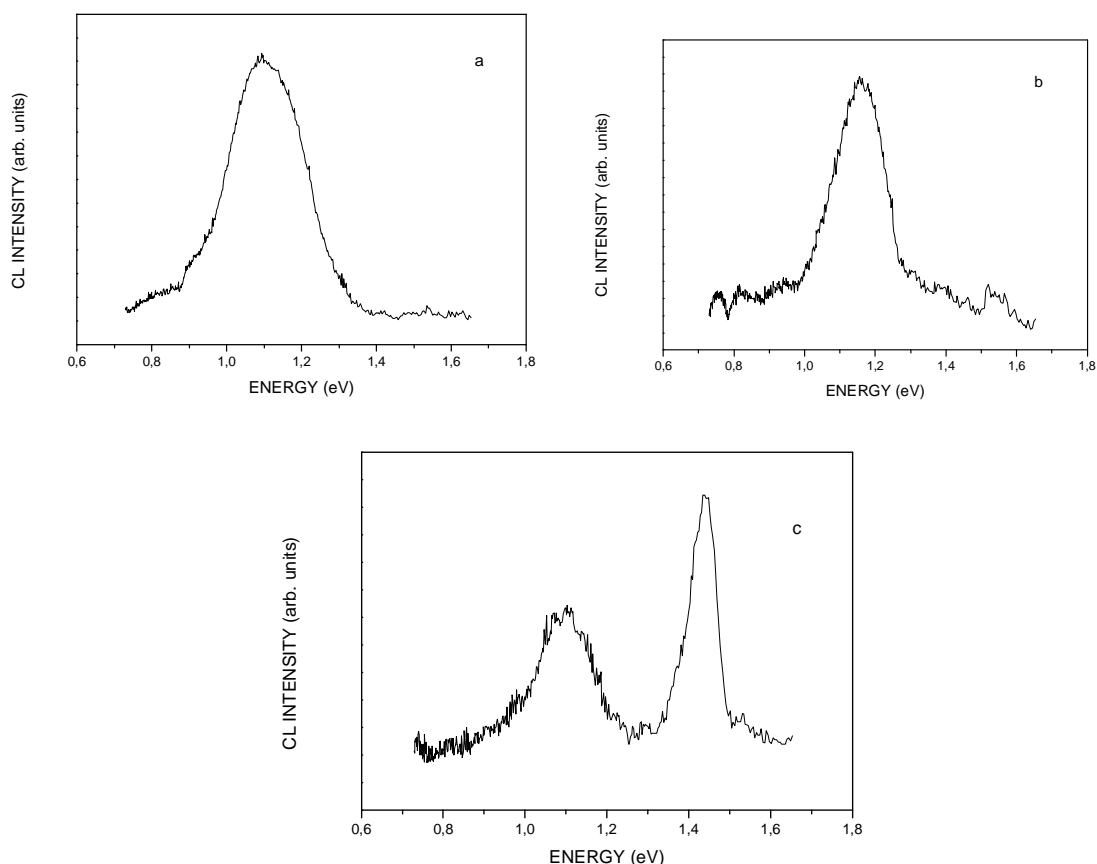 a
CL INTENSITY (arb. units)
0,6 0,8 1,0 1,2 1,4 1,6 1,8
ENERGY (eV)
b
CL INTENSITY (arb. units)
0,6 0,8 1,0 1,2 1,4 1,6 1,8
ENERGY (eV)
c
CL INTENSITY (arb. units)
0,6 0,8 1,0 1,2 1,4 1,6 1,8
ENERGY (eV)